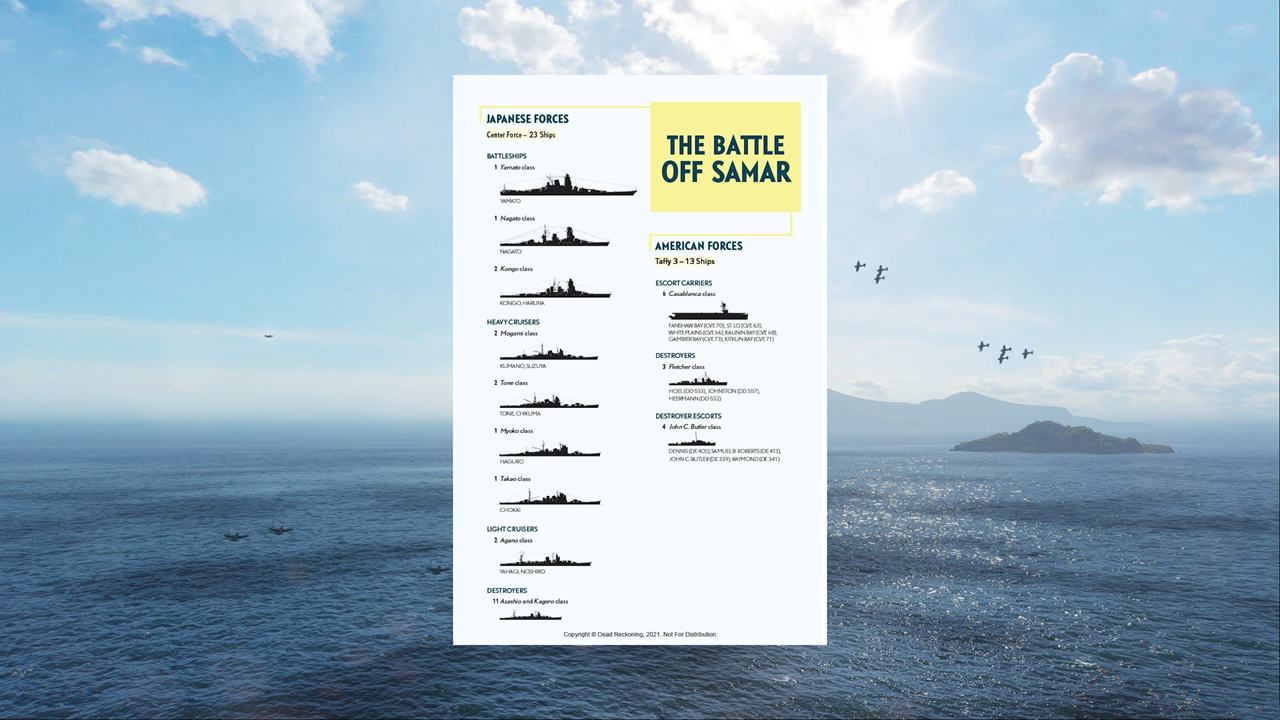 JAPANESE FORCES
Center Force – 23 Ships
BATTLESHIPS
1 Yamato class
YAMATO
1 Nagato class
NAGATO
2 Kongo class
KONGO, HARUNA
HEAVY CRUISERS
2 Mogami class
KUMANO, SUZUYA
2 Tone class
TONE, CHIKUMA
1 Myoko class
HAGURO
1 Takao class
CHOKAI
LIGHT CRUISERS
2 Agano class
YAHAGI, NOSHIRO
DESTROYERS
11 Asashio and Kagero class
THE BATTLE
OFF SAMAR
AMERICAN FORCES
Taffy 3 – 13 Ships
ESCORT CARRIERS
6 Casablanca class
FANSHAW BAY (CVE 70), ST. LO (CVE 63),
WHITE PLAINS (CVE 66), KALININ BAY (CVE 68),
GAMBIER BAY (CVE 73), KITKUN BAY (CVE 71)
DESTROYERS
3 Fletcher class
HOEL (DD 533), JOHNSTON (DD 557),
HEERMANN (DD 532)
DESTROYER ESCORTS
4 John C. Butler class
DENNIS (DE 405), SAMUEL B. ROBERTS (DE 413),
JOHN C. BUTLER (DE 339), RAYMOND (DE 341)
Copyright © Dead Reckoning, 2021. Not For Distribution.